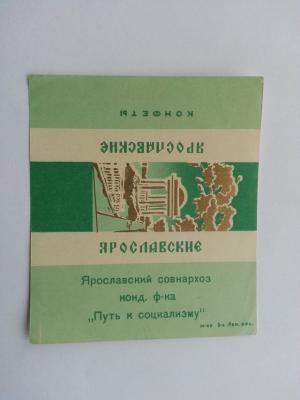 КОНФЕТЫ
ЯРОСЛАВСКИЕ
ЯРОСЛАВСКИЕ
Ярославский совнархоз
конд. ф-ка
„Путь к социализму"